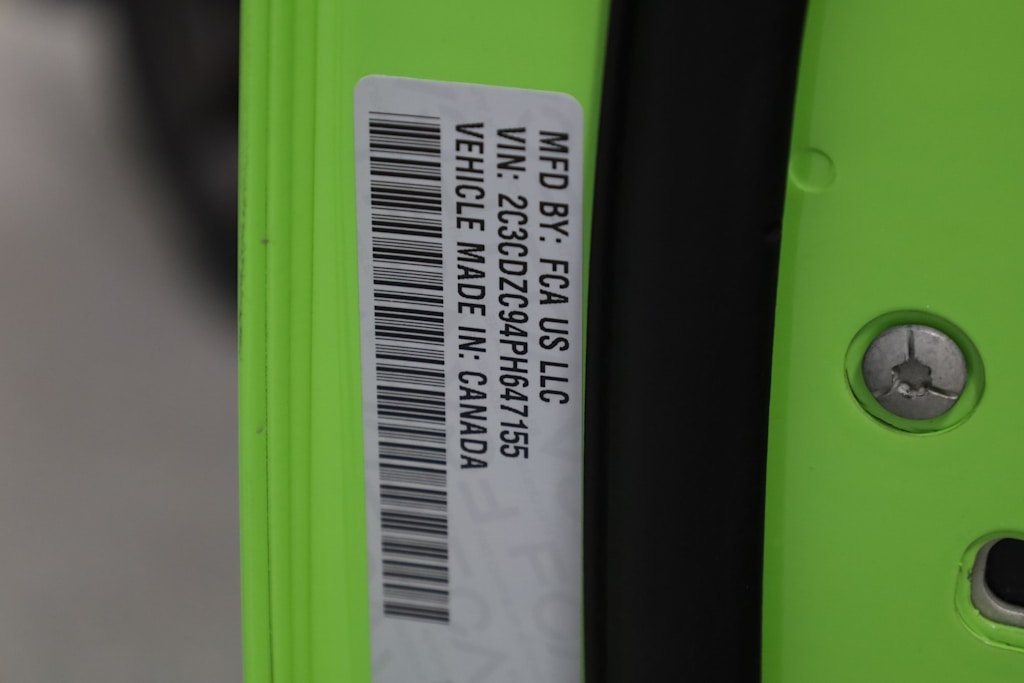 MFD BY: FCA US LLC
VIN: 2C3CDZC94PH647155
VEHICLE MADE IN: CANADA